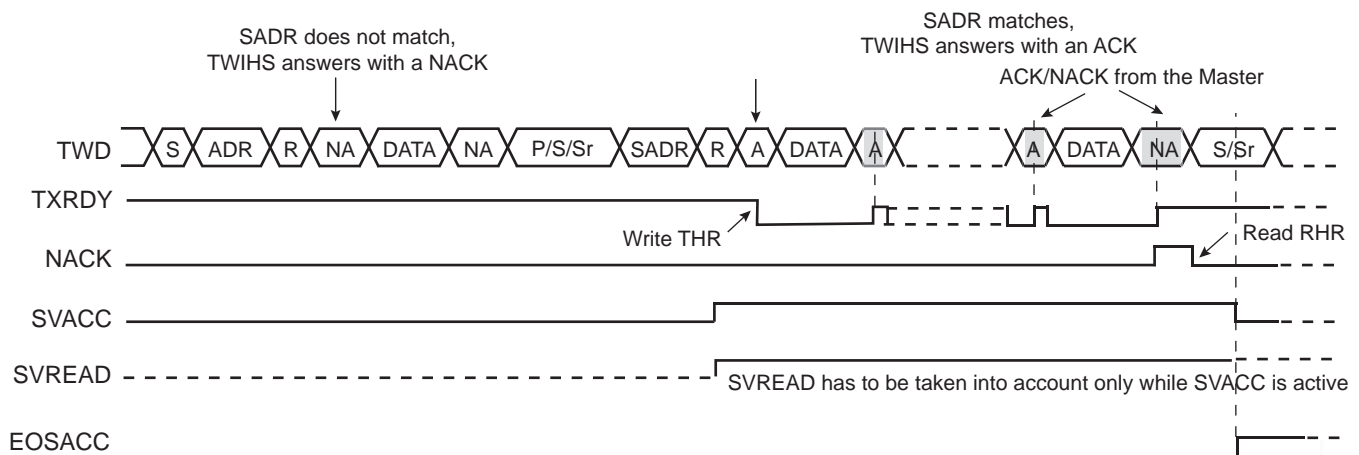 SADR does not match,
TWIHS answers with a NACK
SADR matches,
TWIHS answers with an ACK
ACK/NACK from the Master
TWD S ADR R NA DATA NA P/S/Sr SADR R A DATA A A DATA NA S/Sr
TXRDY
Write THR
Read RHR
NACK
SVACC
SVREAD
SVREAD has to be taken into account only while SVACC is active
EOSACC